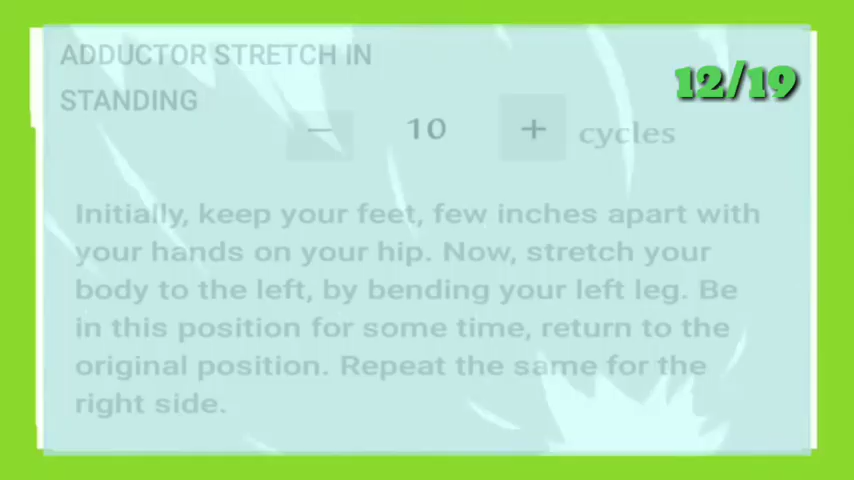 ADDUCTOR STRETCH IN
STANDING
12/19
− 10 + cycles
Initially, keep your feet, few inches apart with
your hands on your hip. Now, stretch your
body to the left, by bending your left leg. Be
in this position for some time, return to the
original position. Repeat the same for the
right side.